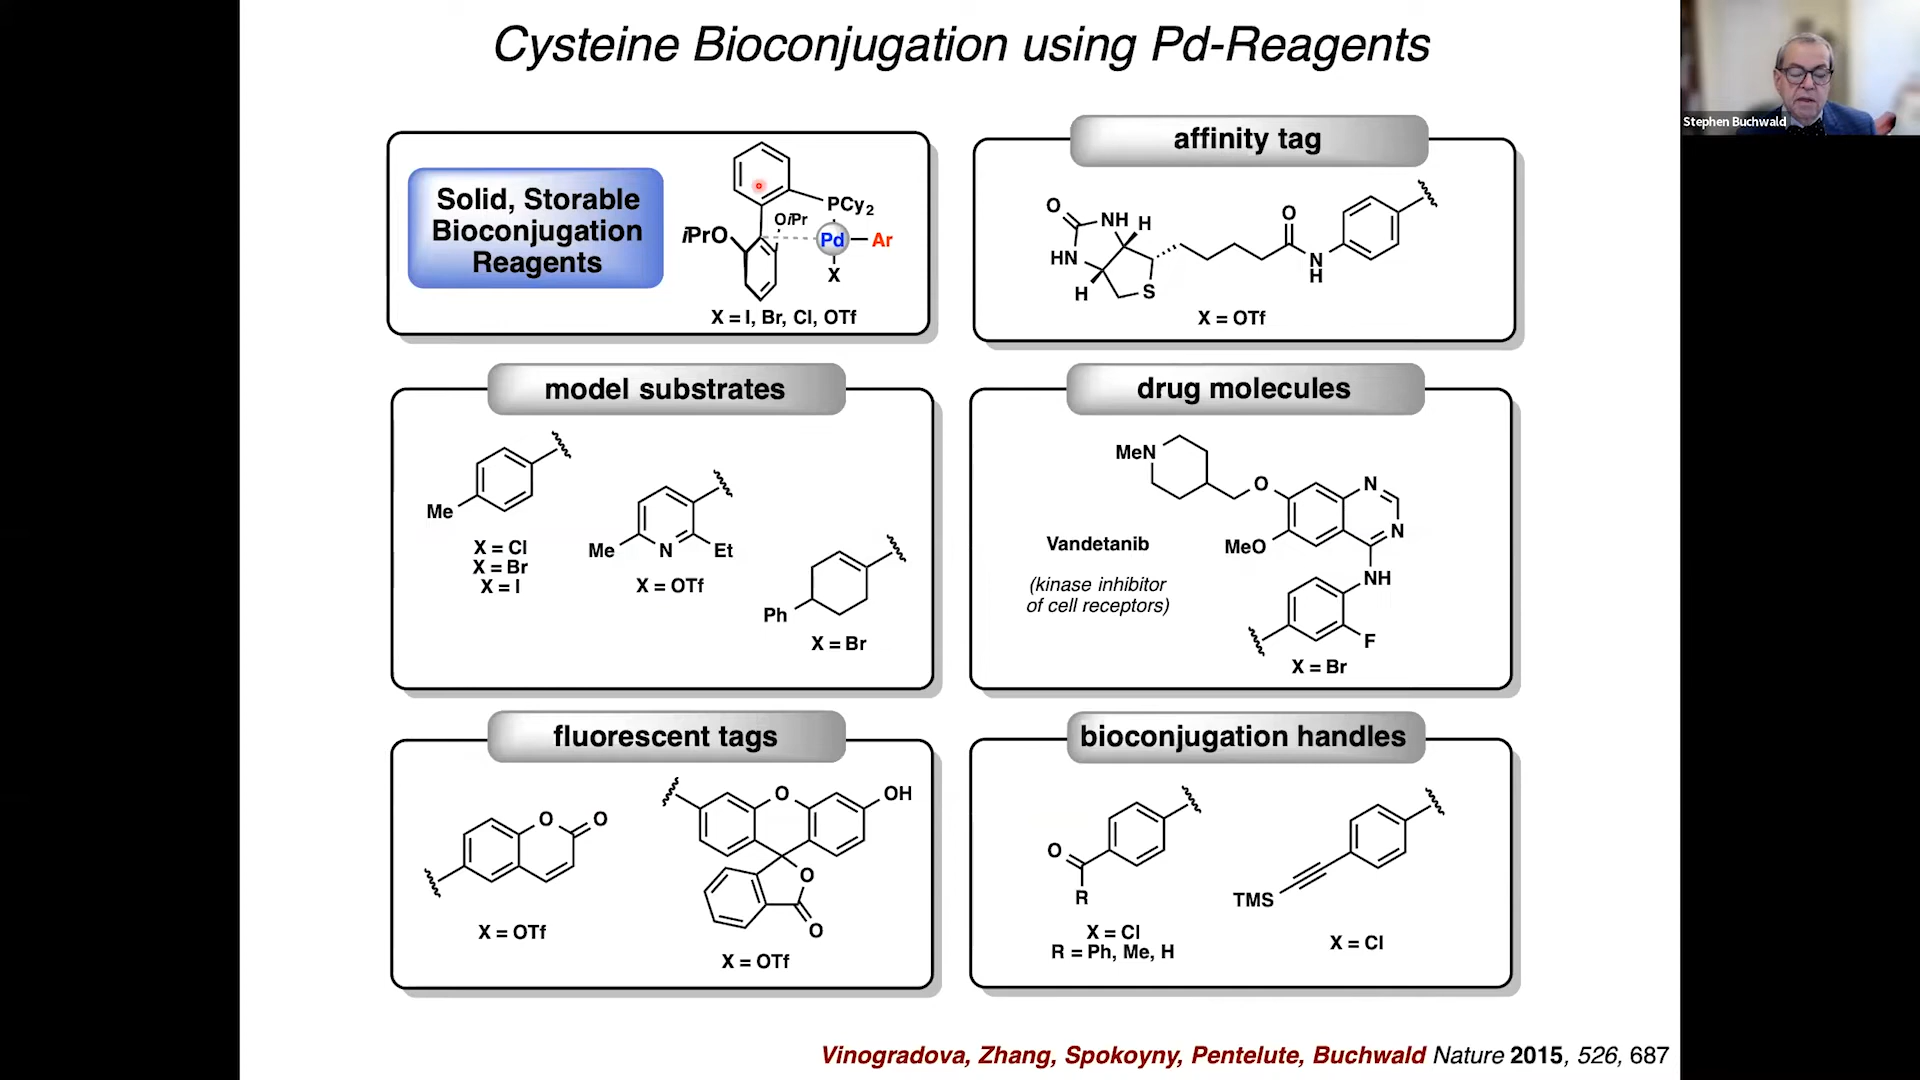 Cysteine Bioconjugation using Pd-Reagents
Stephen Buchwald
Solid, Storable
Bioconjugation
Reagents
PCy2
OiPr
iPrO
Pd
Ar
X
X = I, Br, Cl, OTf
affinity tag
O
NH
H
HN
H
S
O
N
H
X = OTf
model substrates
Me
X = Cl
X = Br
X = I
Me
N
Et
X = OTf
Ph
X = Br
drug molecules
MeN
O
N
N
MeO
NH
F
Vandetanib
(kinase inhibitor
of cell receptors)
X = Br
fluorescent tags
O
O
X = OTf
O
OH
O
O
X = OTf
bioconjugation handles
O
R
X = Cl
R = Ph, Me, H
TMS
X = Cl
Vinogradova, Zhang, Spokoyny, Pentelute, Buchwald Nature 2015, 526, 687